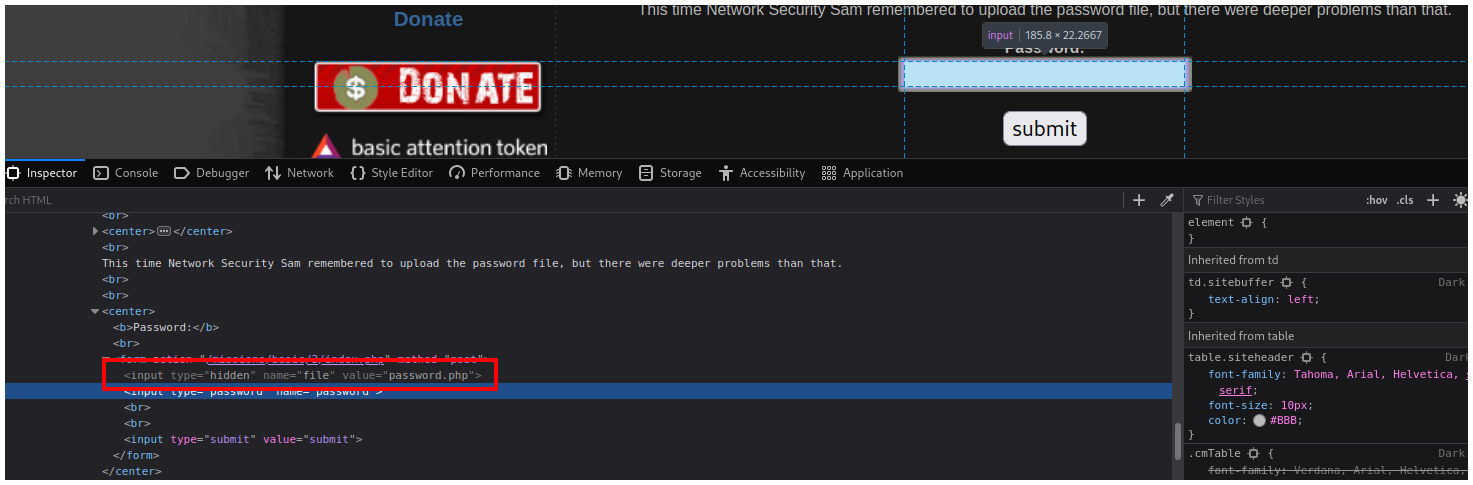 Donate
This time Network Security Sam remembered to upload the password file, but there were deeper problems than that.
input 185.8 × 22.2667
Password:
$ DONATE
submit
basic attention token
Inspector Console Debugger Network Style Editor Performance Memory Storage Accessibility Application
rch HTML
Filter Styles :hov .cls
<br>
<center> ••• </center>
<br>
This time Network Security Sam remembered to upload the password file, but there were deeper problems than that.
<br>
<br>
<center>
<b>Password:</b>
<br>
<form action="/missions/basic/3/index.php" method="post">
<input type="hidden" name="file" value="password.php">
<input type="password" name="password">
<br>
<br>
<input type="submit" value="submit">
</form>
</center>
element {
}
Inherited from td
td.sitebuffer { Dark
text-align: left;
}
Inherited from table
table.siteheader { Dark
font-family: Tahoma, Arial, Helvetica,
serif;
font-size: 10px;
color: #BBB;
}
.cmTable { Dark
font-family: Verdana, Arial, Helvetica,